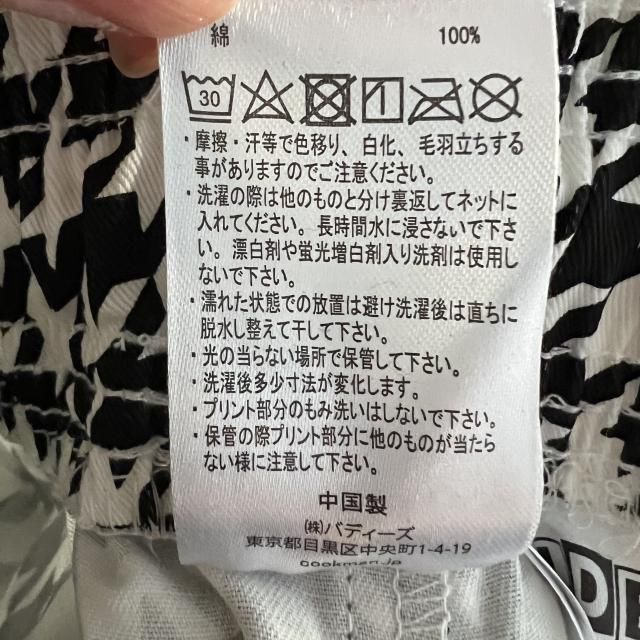 綿 100%
30
・摩擦・汗等で色移り、白化、毛羽立ちする
事がありますのでご注意ください。
・洗濯の際は他のものと分け裏返してネットに
入れてください。長時間水に浸さないで下さ
い。漂白剤や蛍光増白剤入り洗剤は使用し
ないで下さい。
・濡れた状態での放置は避け洗濯後は直ちに
脱水し整えて干して下さい。
・光の当らない場所で保管して下さい。
・洗濯後多少寸法が変化します。
・プリント部分のもみ洗いはしないで下さい。
・保管の際プリント部分に他のものが当たら
ない様に注意して下さい。
中国製
(株)バディーズ
東京都目黒区中央町1-4-19
cookman.jp